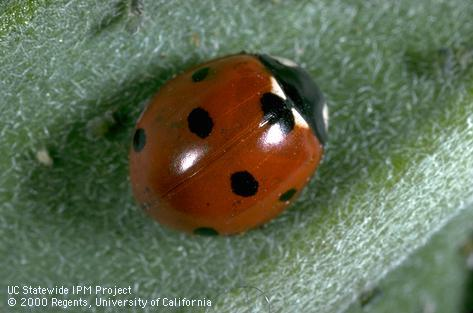 UC Statewide IPM Project
© 2000 Regents, University of California